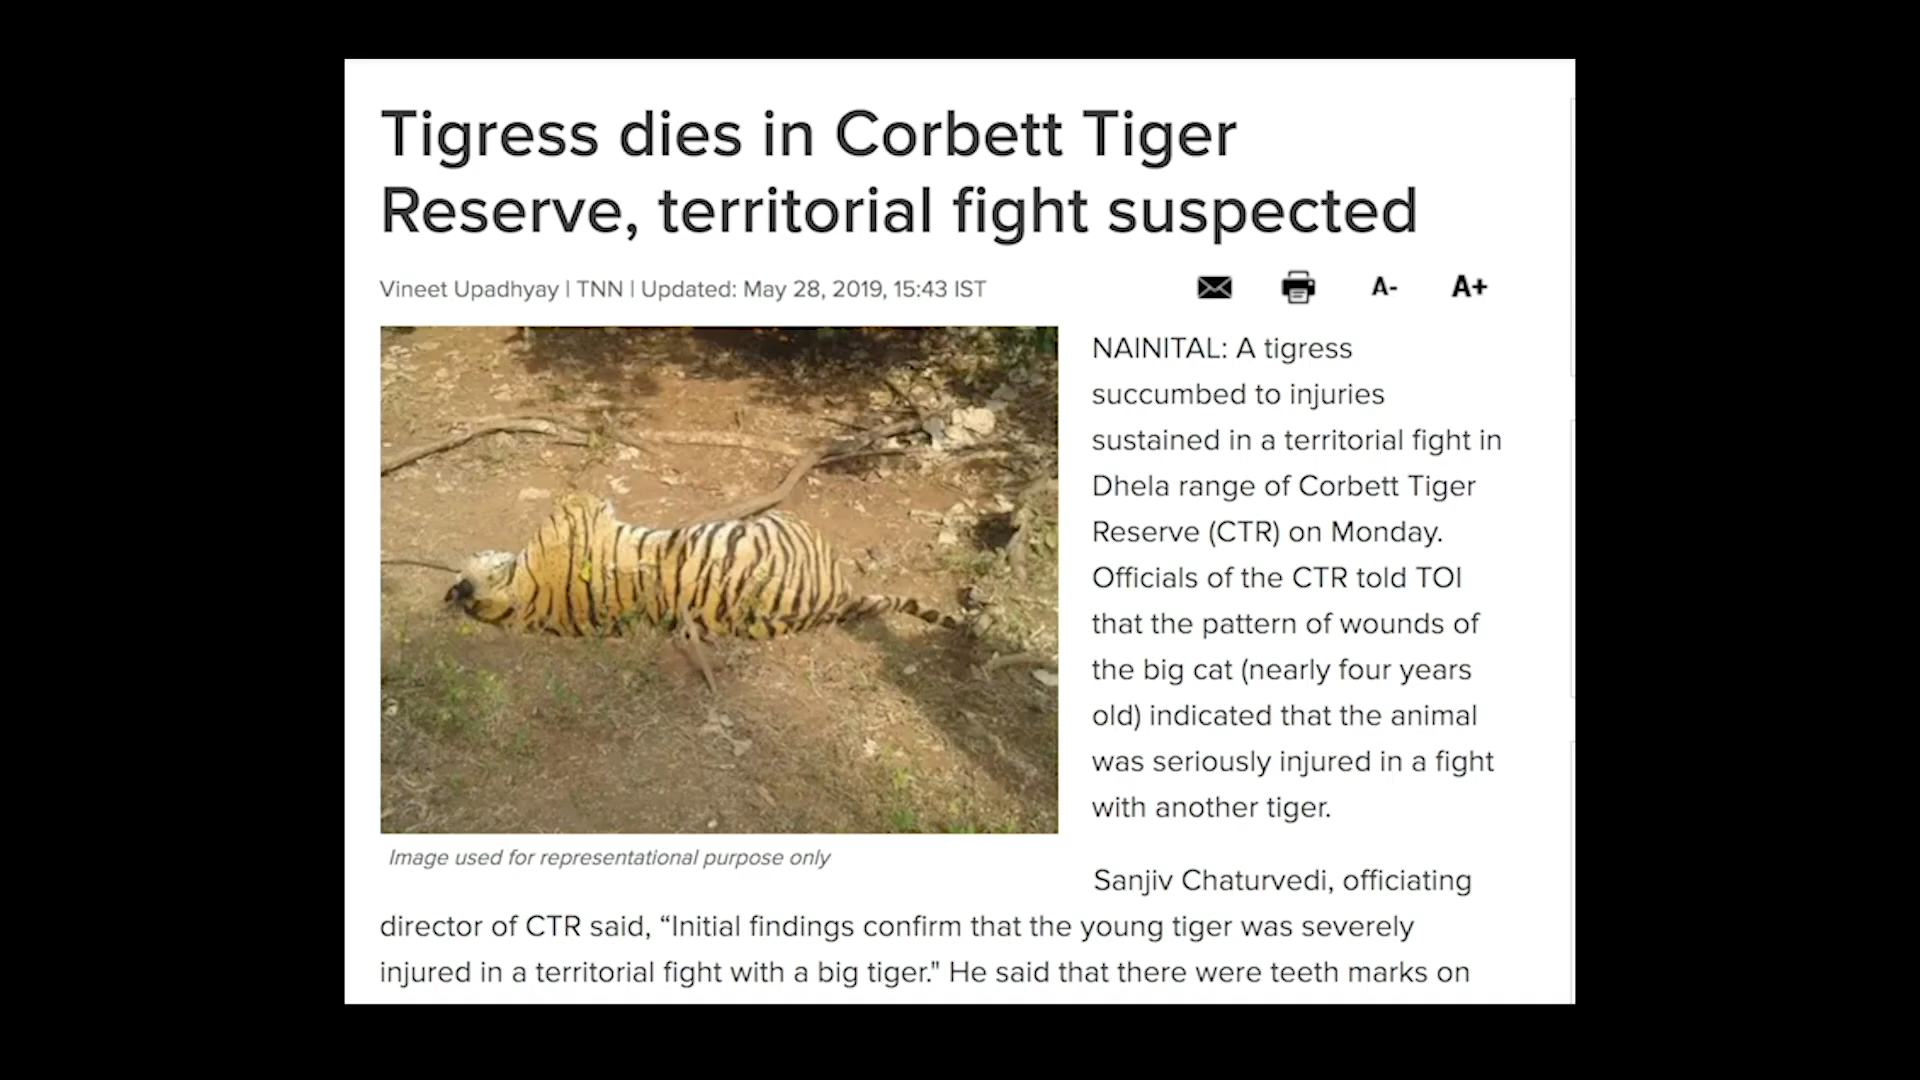 Tigress dies in Corbett Tiger
Reserve, territorial fight suspected
Vineet Upadhyay | TNN | Updated: May 28, 2019, 15:43 IST
A- A+
NAINITAL: A tigress
succumbed to injuries
sustained in a territorial fight in
Dhela range of Corbett Tiger
Reserve (CTR) on Monday.
Officials of the CTR told TOI
that the pattern of wounds of
the big cat (nearly four years
old) indicated that the animal
was seriously injured in a fight
with another tiger.
Image used for representational purpose only
Sanjiv Chaturvedi, officiating
director of CTR said, “Initial findings confirm that the young tiger was severely
injured in a territorial fight with a big tiger." He said that there were teeth marks on